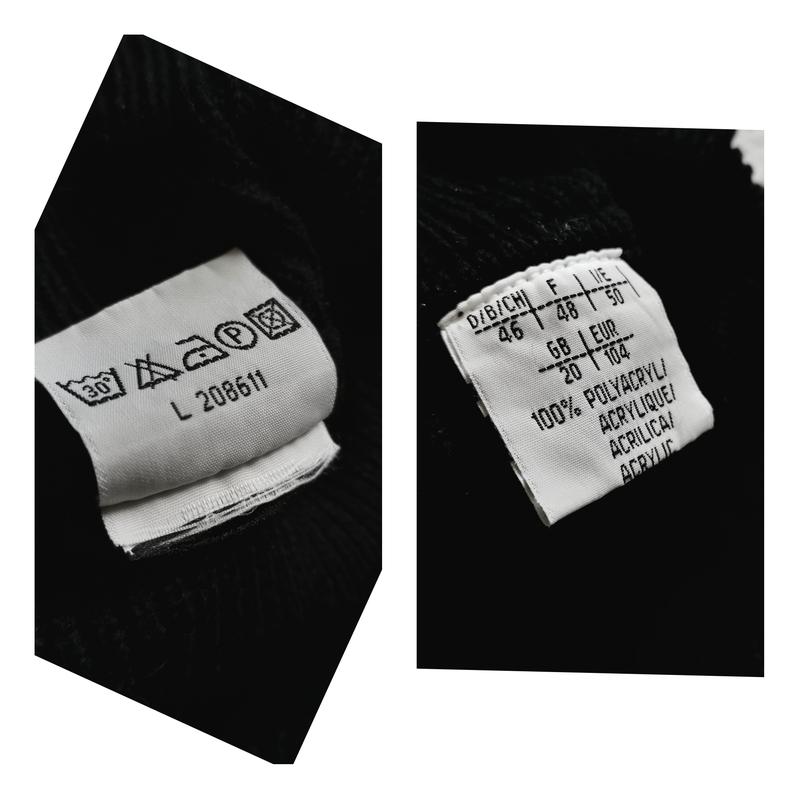 30°
P
L 208611
D/B/CH F I/E
46 48 50
GB EUR
20 104
100% POLYACRYL/
ACRYLIQUE/
ACRILICA/
ACRYLIC